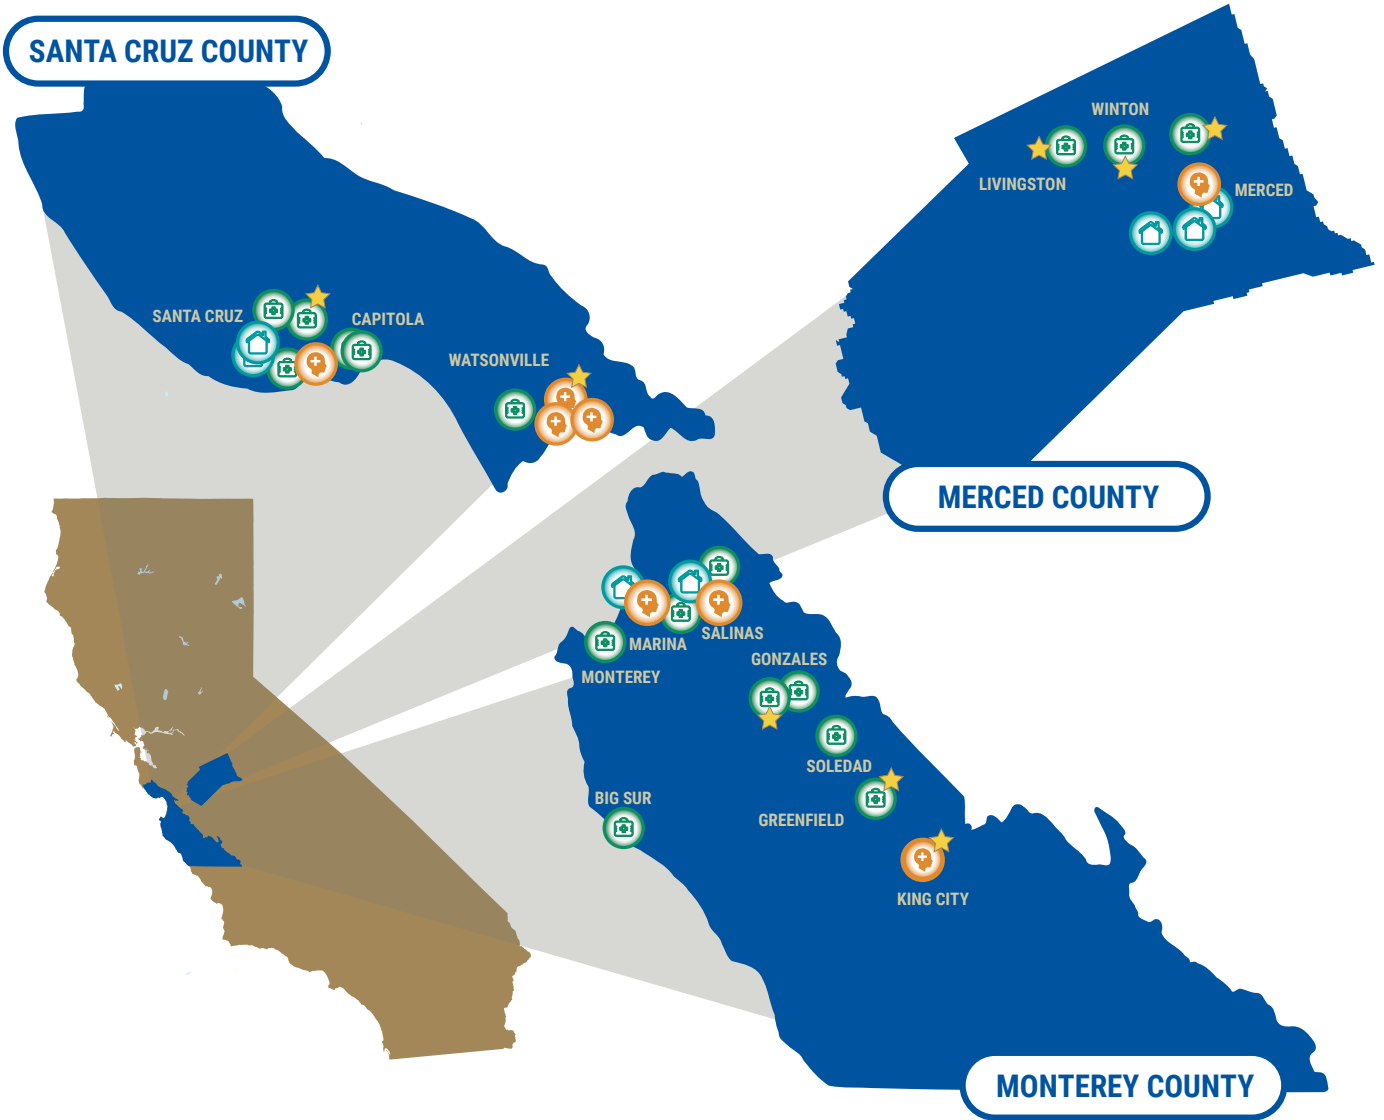 SANTA CRUZ COUNTY
WINTON
LIVINGSTON
MERCED
SANTA CRUZ
CAPITOLA
WATSONVILLE
MERCED COUNTY
SALINAS
MARINA
MONTEREY
GONZALES
SOLEDAD
BIG SUR
GREENFIELD
KING CITY
MONTEREY COUNTY